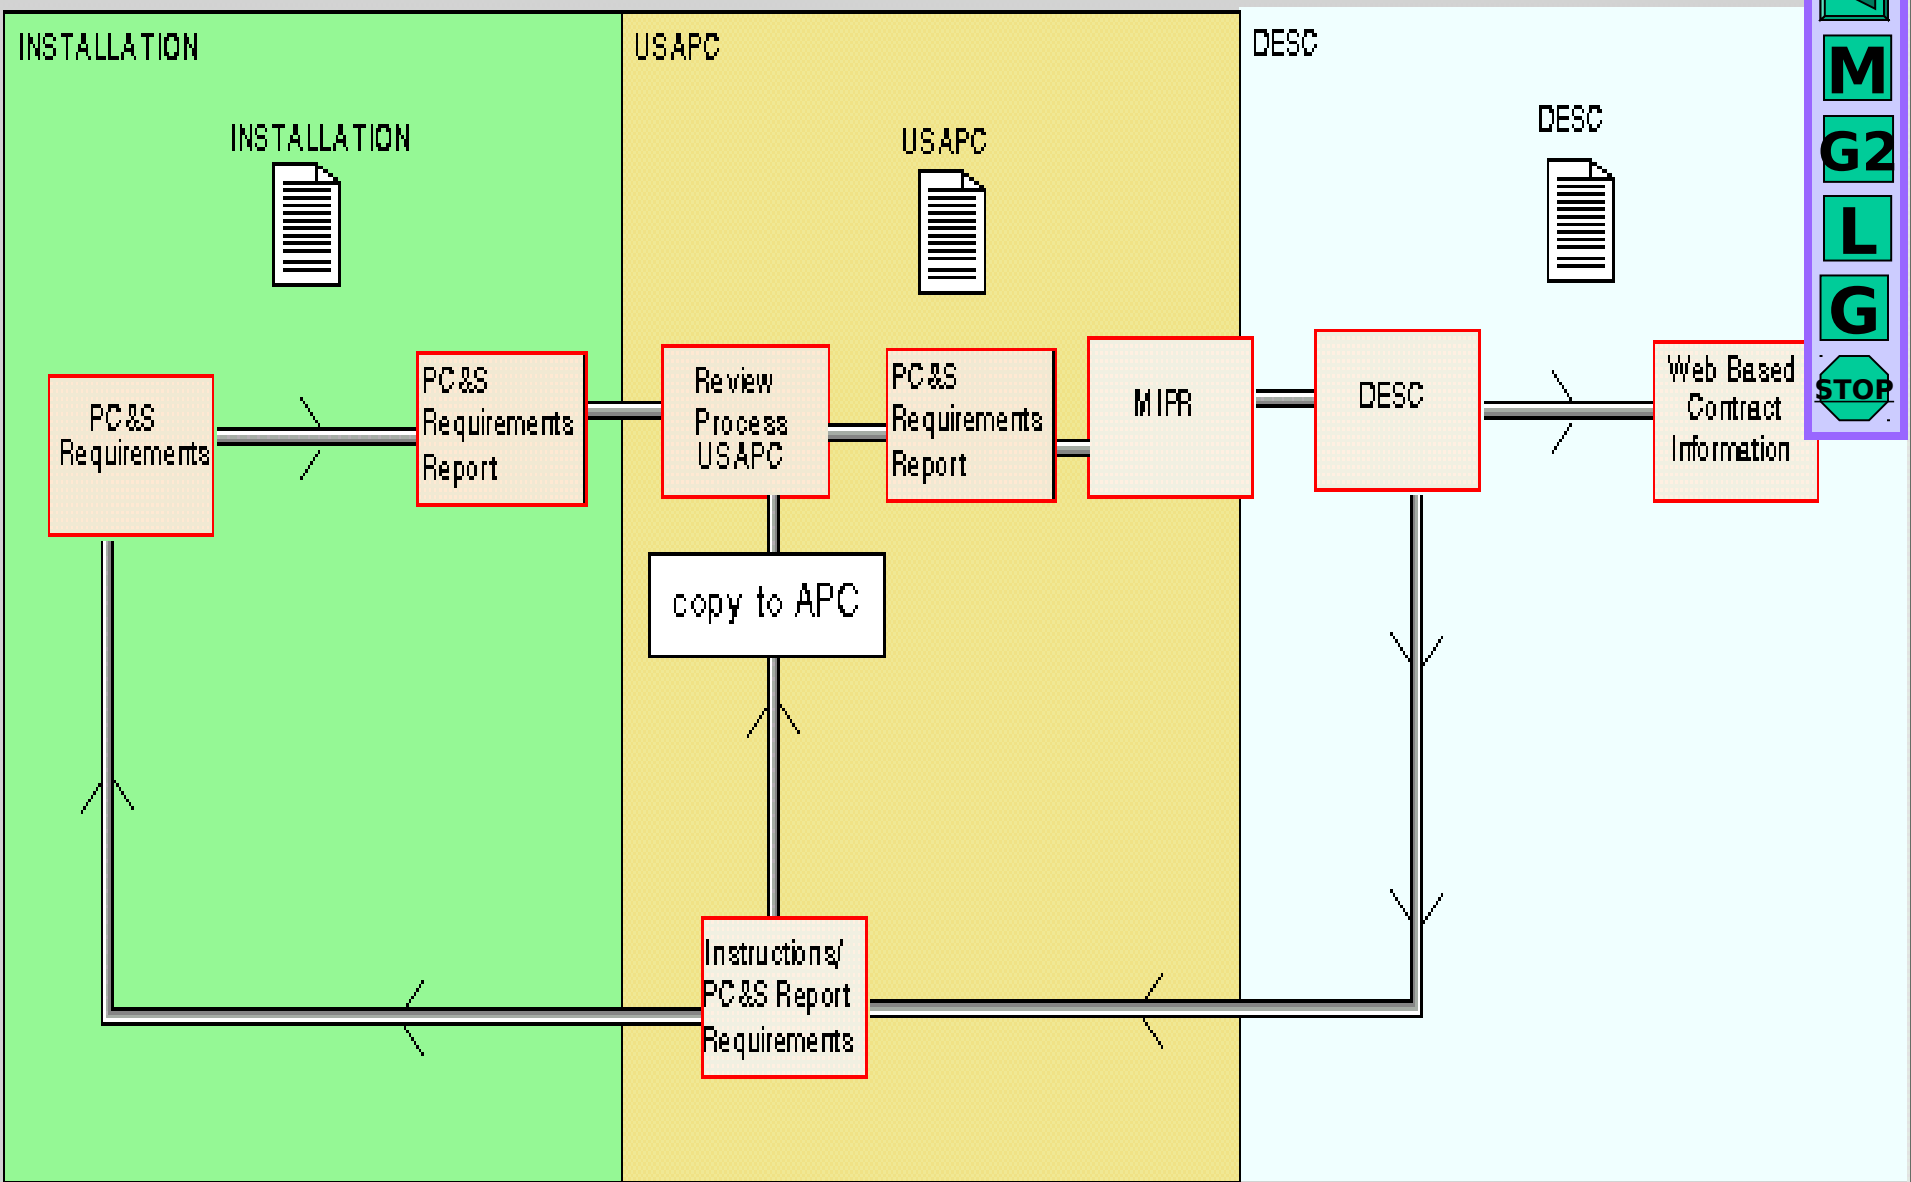 INSTALLATION
USAPC
DESC
INSTALLATION
USAPC
DESC
PC&S
Requirements
PC&S
Requirements
Report
Review
Process
USAPC
PC&S
Requirements
Report
MIPR
DESC
Web Based
Contract
Information
copy to APC
Instructions/
PC&S Report
Requirements
M
G2
L
G
STOP